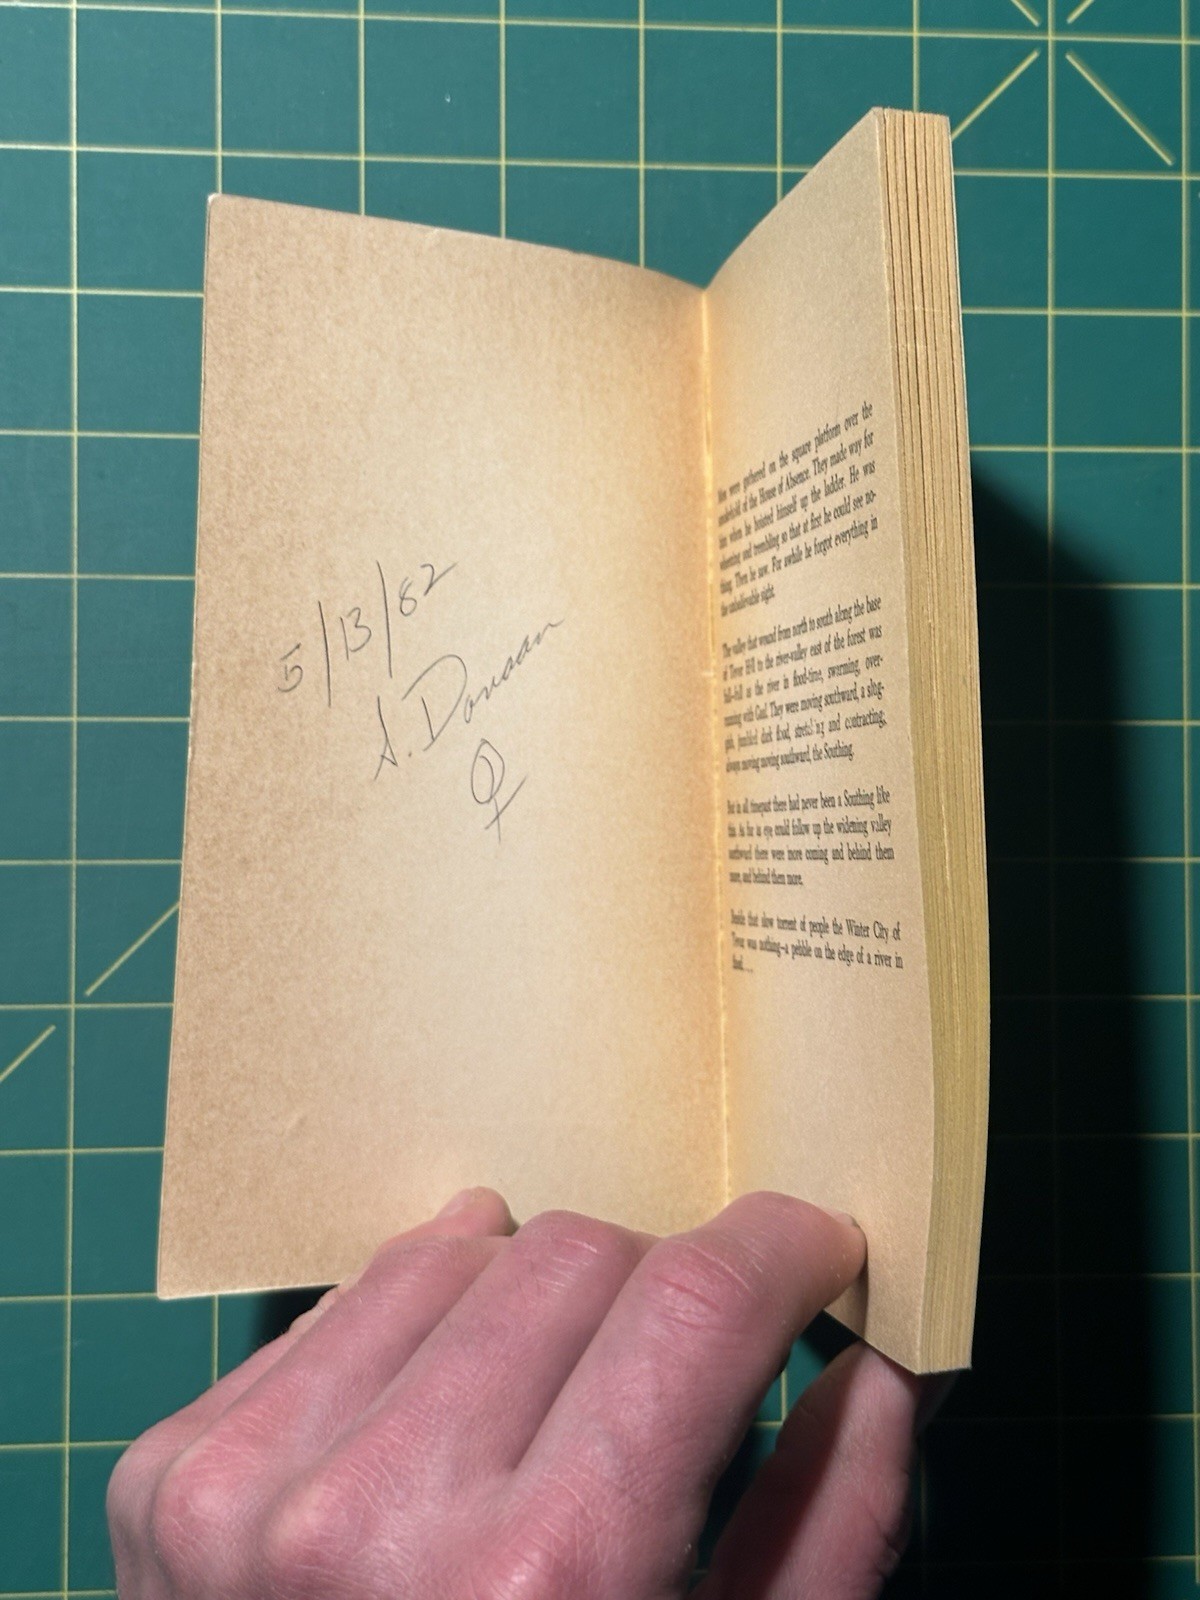 5/13/82
S. Donaan
♀
Men were gathered on the square platform over the
underhall of the House of Absence. They made way for
him when he hoisted himself up the ladder. He was
wheezing and trembling so that at first he could see no-
thing. Then he saw. For awhile he forgot everything in
the unbelievable sight.
The valley that wound from north to south along the base
of Tevar Hill to the river-valley east of the forest was
full—full as the river in flood-time, swarming, over-
running with Gaal. They were moving southward, a slug-
gish, jumbled dark flood, stretching and contracting,
always moving moving southward, the Southing.
But in all timepast there had never been a Southing like
this. As far as eye could follow up the widening valley
northward there were more coming and behind them
more, and behind them more.
Beside that slow torrent of people the Winter City of
Tevar was nothing—a pebble on the edge of a river in
flood....